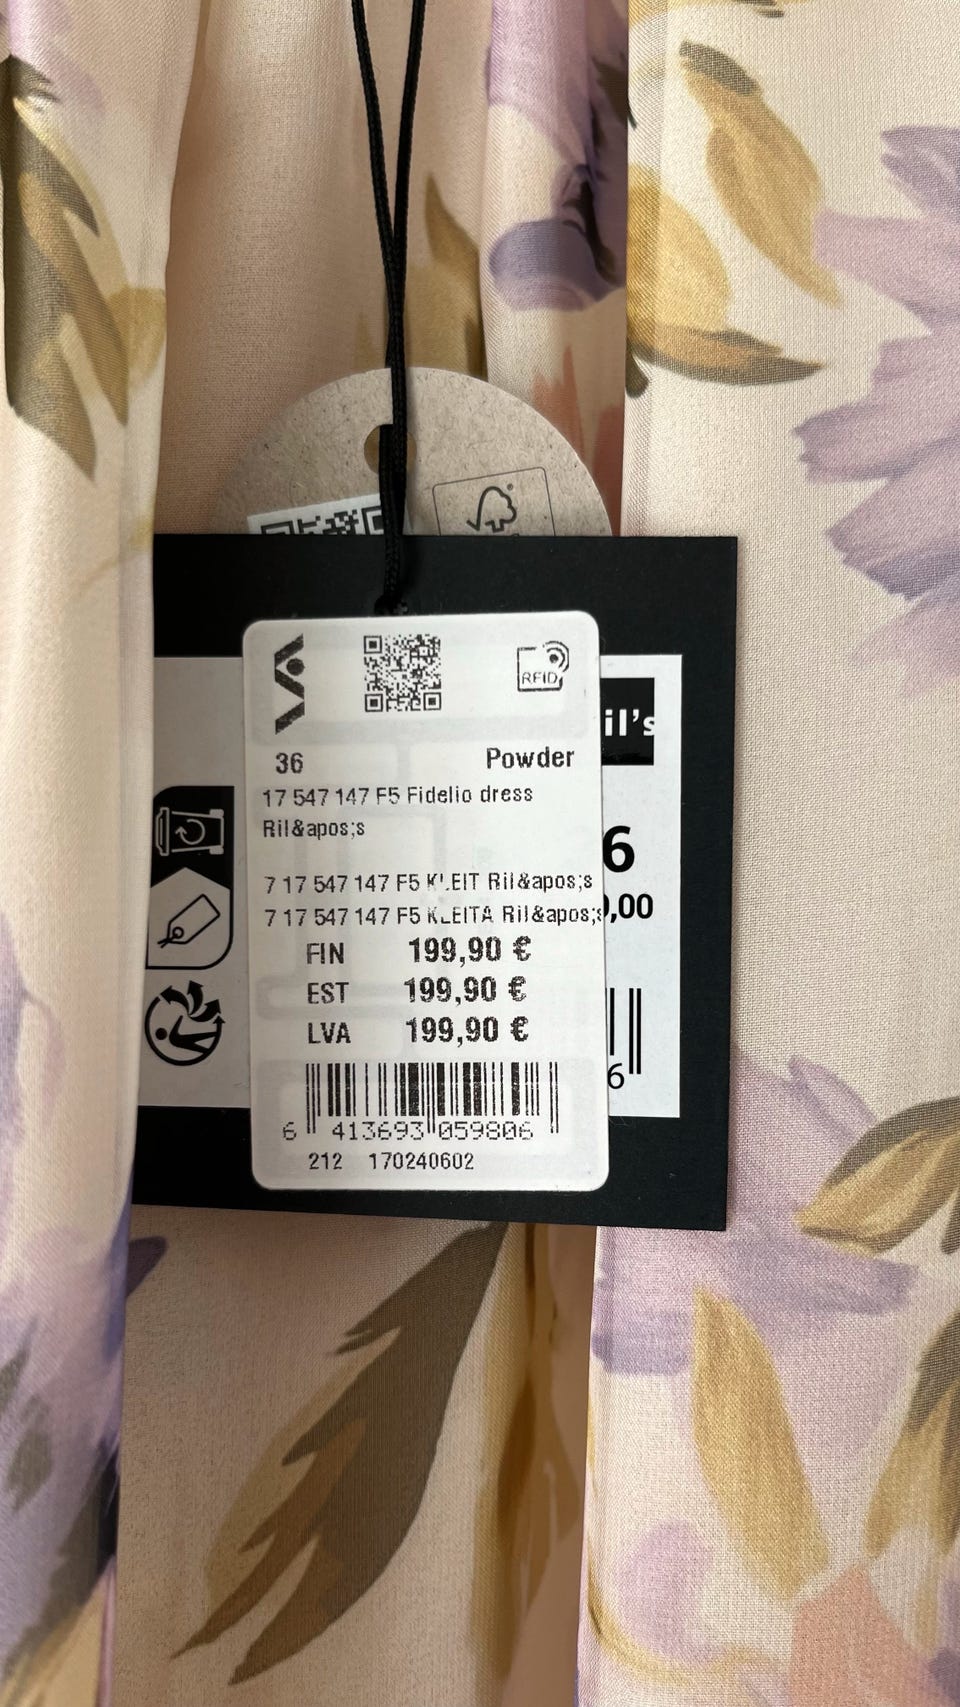 RFID
il's
36
Powder
17 547 147 F5 Fidelio dress
Ril&apos;s
6
7 17 547 147 F5 KLEIT Ril&apos;s
7 17 547 147 F5 KLEITA Ril&apos;s
,00
FIN 199,90 €
EST 199,90 €
LVA 199,90 €
6
6 413693 059806
212 170240602